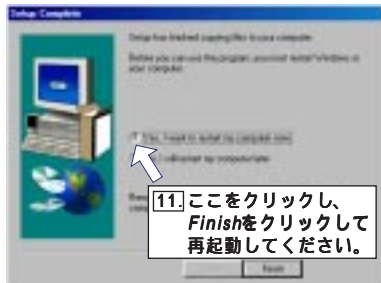 Setup Complete
Setup has finished copying files to your computer.
Before you can use the program, you must restart Windows or
your computer.
Yes, I want to restart my computer now.
I will restart my computer later.
11. ここをクリックし、
Finishをクリックして
再起動してください。
Finish